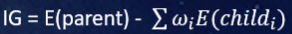 IG = E(parent) - ∑ωᵢE(childᵢ)